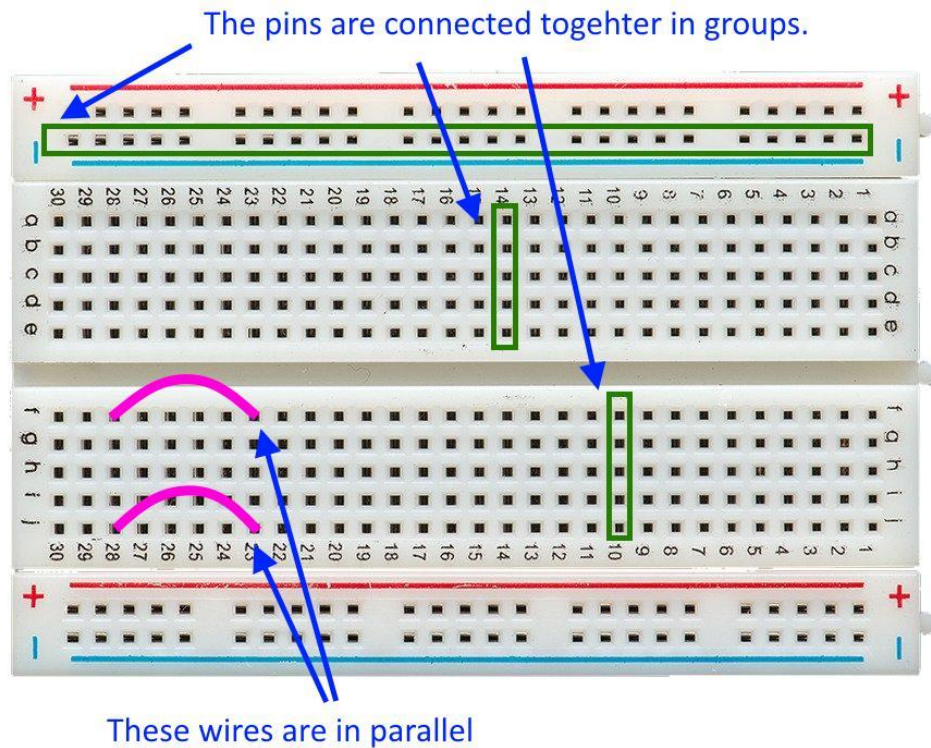 The pins are connected togehter in groups.
+ +
30 29 28 27 26 25 24 23 22 21 20 19 18 17 16 15 14 13 12 11 10 9 8 7 6 5 4 3 2 1
a a
b b
c c
d d
e e
f f
g g
h h
i i
j j
30 29 28 27 26 25 24 23 22 21 20 19 18 17 16 15 14 13 12 11 10 9 8 7 6 5 4 3 2 1
+ +
These wires are in parallel